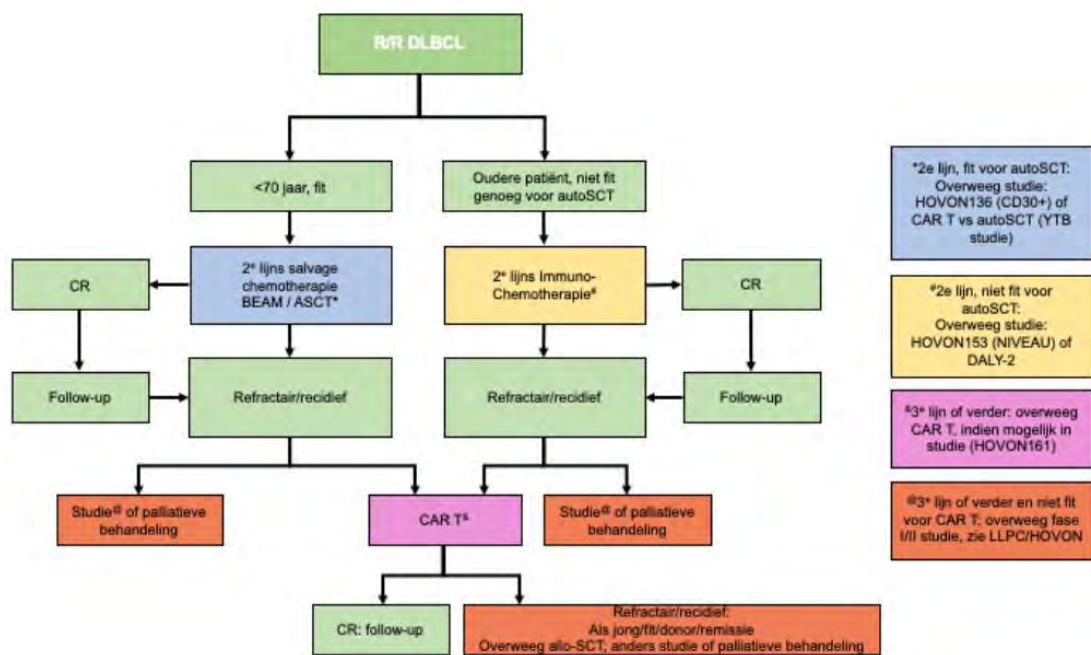 R/R DLBCL
<70 jaar, fit
Oudere patiënt, niet fit
genoeg voor autoSCT
CR
2ᵉ lijns salvage
chemotherapie
BEAM / ASCT*
2ᵉ lijns Immuno-
Chemotherapie#
CR
Follow-up
Refractair/recidief
Refractair/recidief
Follow-up
Studie@ of palliatieve
behandeling
CAR T&
Studie@ of palliatieve
behandeling
CR: follow-up
Refractair/recidief:
Als jong/fit/donor/remissie
Overweeg allo-SCT; anders studie of palliatieve behandeling
*2e lijn, fit voor autoSCT:
Overweeg studie:
HOVON136 (CD30+) of
CAR T vs autoSCT (YTB
studie)
#2e lijn, niet fit voor
autoSCT:
Overweeg studie:
HOVON153 (NIVEAU) of
DALY-2
&3ᵉ lijn of verder: overweeg
CAR T, indien mogelijk in
studie (HOVON161)
@3ᵉ lijn of verder en niet fit
voor CAR T: overweeg fase
I/II studie, zie LLPC/HOVON